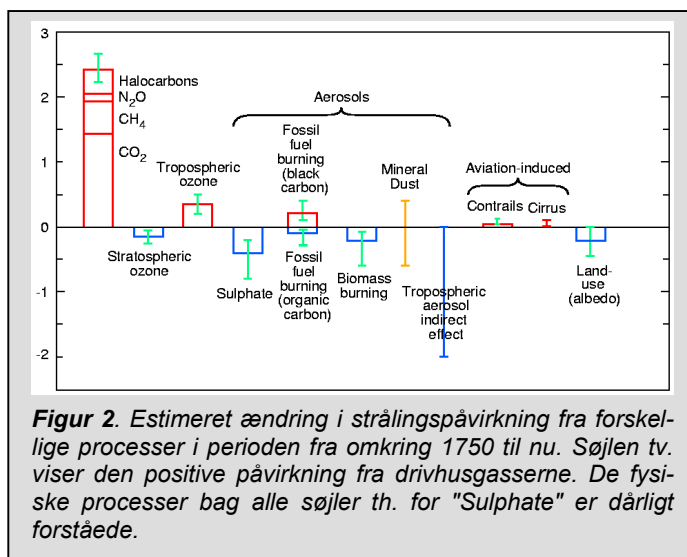 3
2
1
0
-1
-2
Halocarbons
N₂O
CH₄
CO₂
Stratospheric
ozone
Tropospheric
ozone
Aerosols
Sulphate
Fossil
fuel
burning
(black
carbon)
Fossil
fuel
burning
(organic
carbon)
Biomass
burning
Mineral
Dust
Tropospheric
aerosol
indirect
effect
Aviation-induced
Contrails
Cirrus
Land-
use
(albedo)
Figur 2. Estimeret ændring i strålingspåvirkning fra forskel-
lige processer i perioden fra omkring 1750 til nu. Søjlen tv.
viser den positive påvirkning fra drivhusgasserne. De fysi-
ske processer bag alle søjler th. for "Sulphate" er dårligt
forståede.